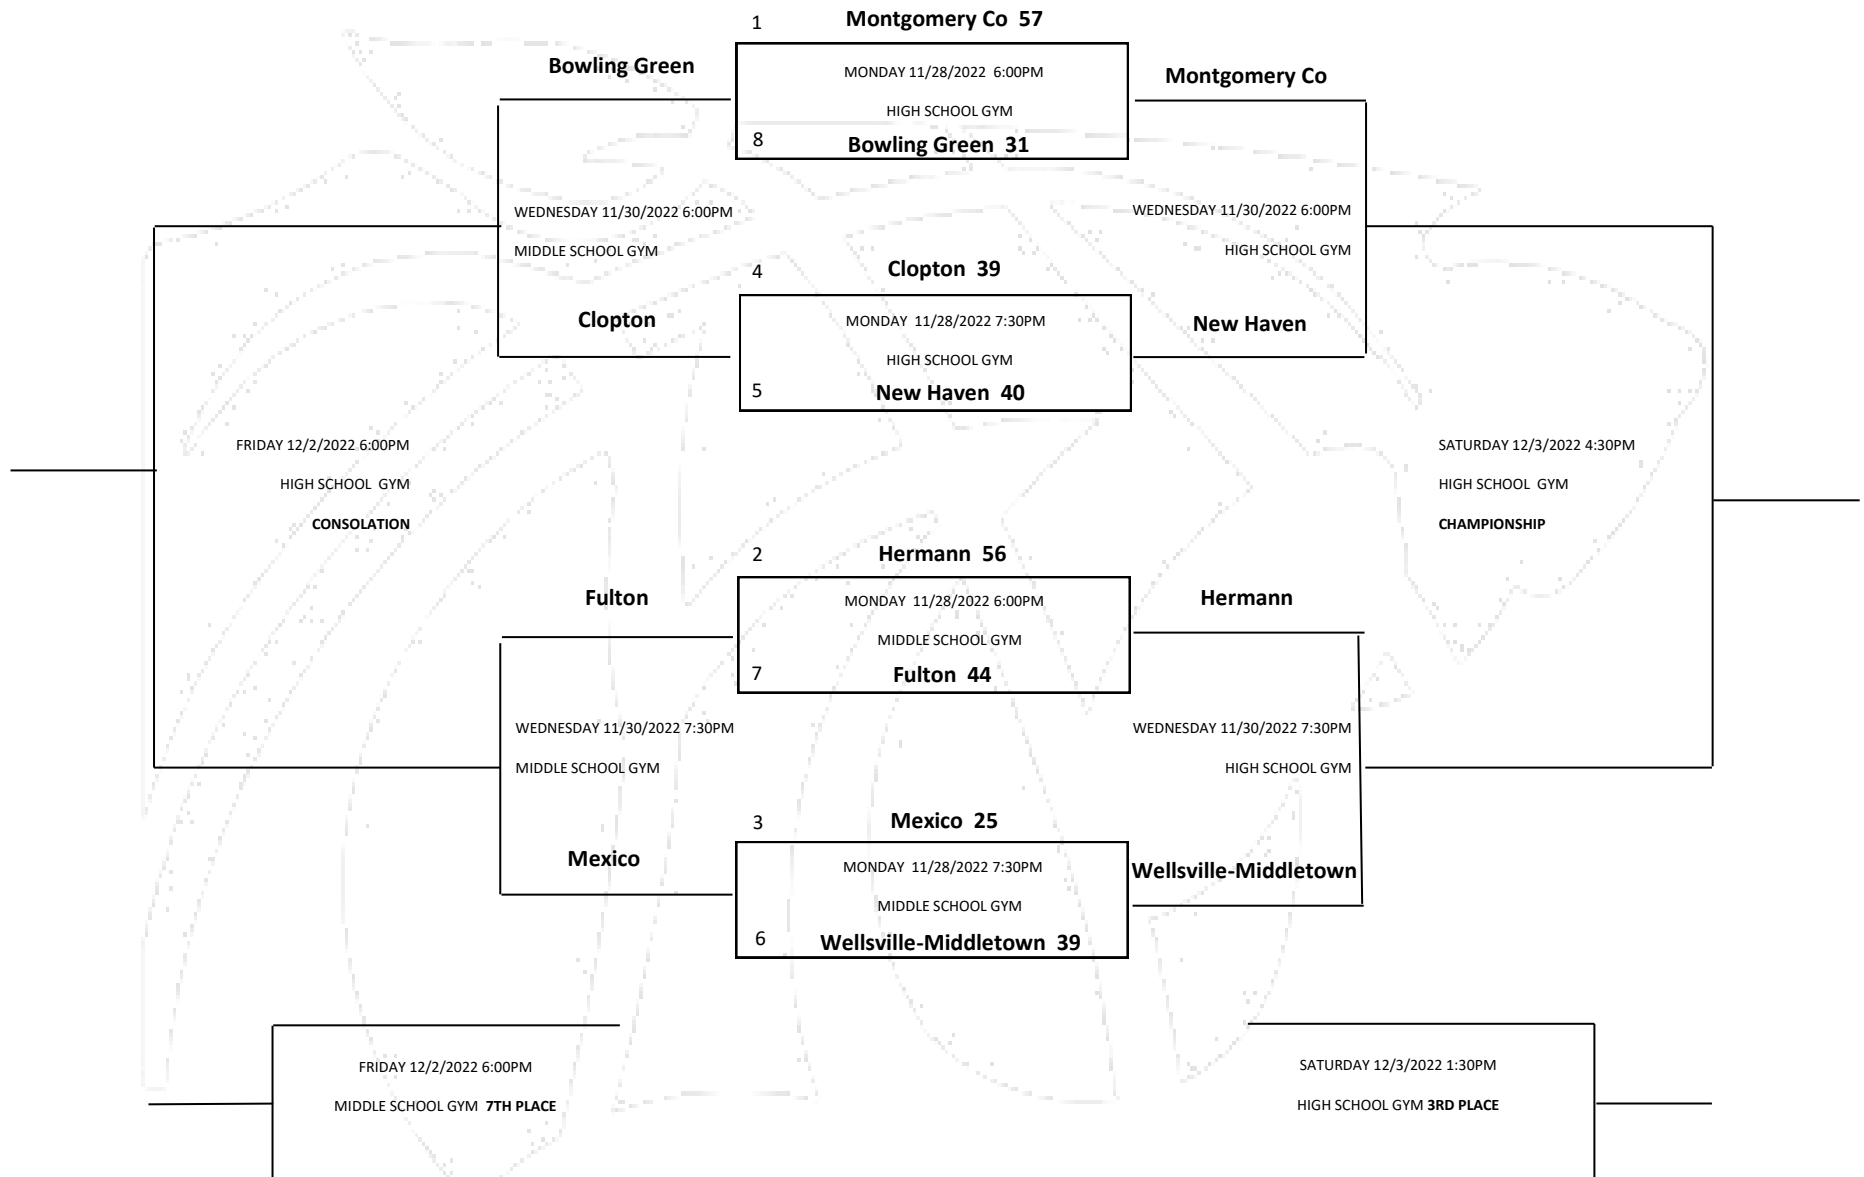 1
Montgomery Co  57
Bowling Green
MONDAY 11/28/2022  6:00PM
Montgomery Co
HIGH SCHOOL GYM
8
Bowling Green  31
WEDNESDAY 11/30/2022 6:00PM
MIDDLE SCHOOL GYM
WEDNESDAY 11/30/2022 6:00PM
HIGH SCHOOL GYM
4
Clopton  39
Clopton
MONDAY  11/28/2022 7:30PM
New Haven
HIGH SCHOOL GYM
5
New Haven  40
FRIDAY 12/2/2022 6:00PM
HIGH SCHOOL  GYM
CONSOLATION
SATURDAY 12/3/2022 4:30PM
HIGH SCHOOL  GYM
CHAMPIONSHIP
2
Hermann  56
Fulton
MONDAY  11/28/2022 6:00PM
Hermann
MIDDLE SCHOOL GYM
7
Fulton  44
WEDNESDAY 11/30/2022 7:30PM
MIDDLE SCHOOL GYM
WEDNESDAY 11/30/2022 7:30PM
HIGH SCHOOL GYM
3
Mexico  25
Mexico
MONDAY  11/28/2022 7:30PM
Wellsville-Middletown
MIDDLE SCHOOL GYM
6
Wellsville-Middletown  39
FRIDAY 12/2/2022 6:00PM
MIDDLE SCHOOL GYM  7TH PLACE
SATURDAY 12/3/2022 1:30PM
HIGH SCHOOL GYM 3RD PLACE